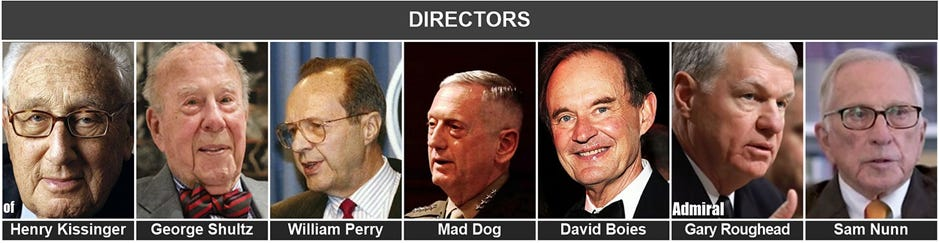 DIRECTORS
of
Admiral
Henry Kissinger
George Shultz
William Perry
Mad Dog
David Boies
Gary Roughead
Sam Nunn